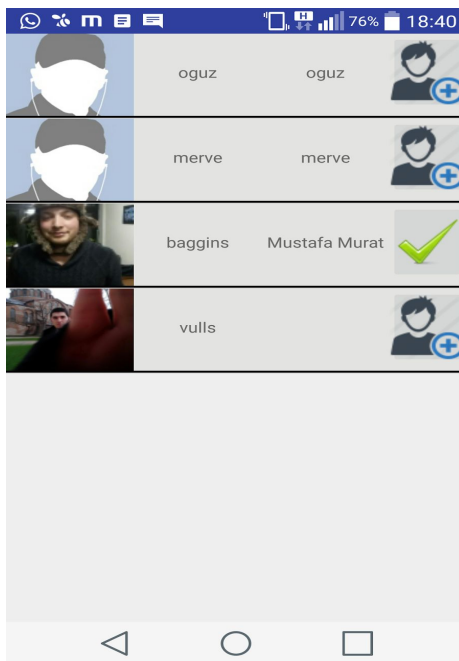 m H 76% 18:40
oguz oguz
merve merve
baggins Mustafa Murat
vulls